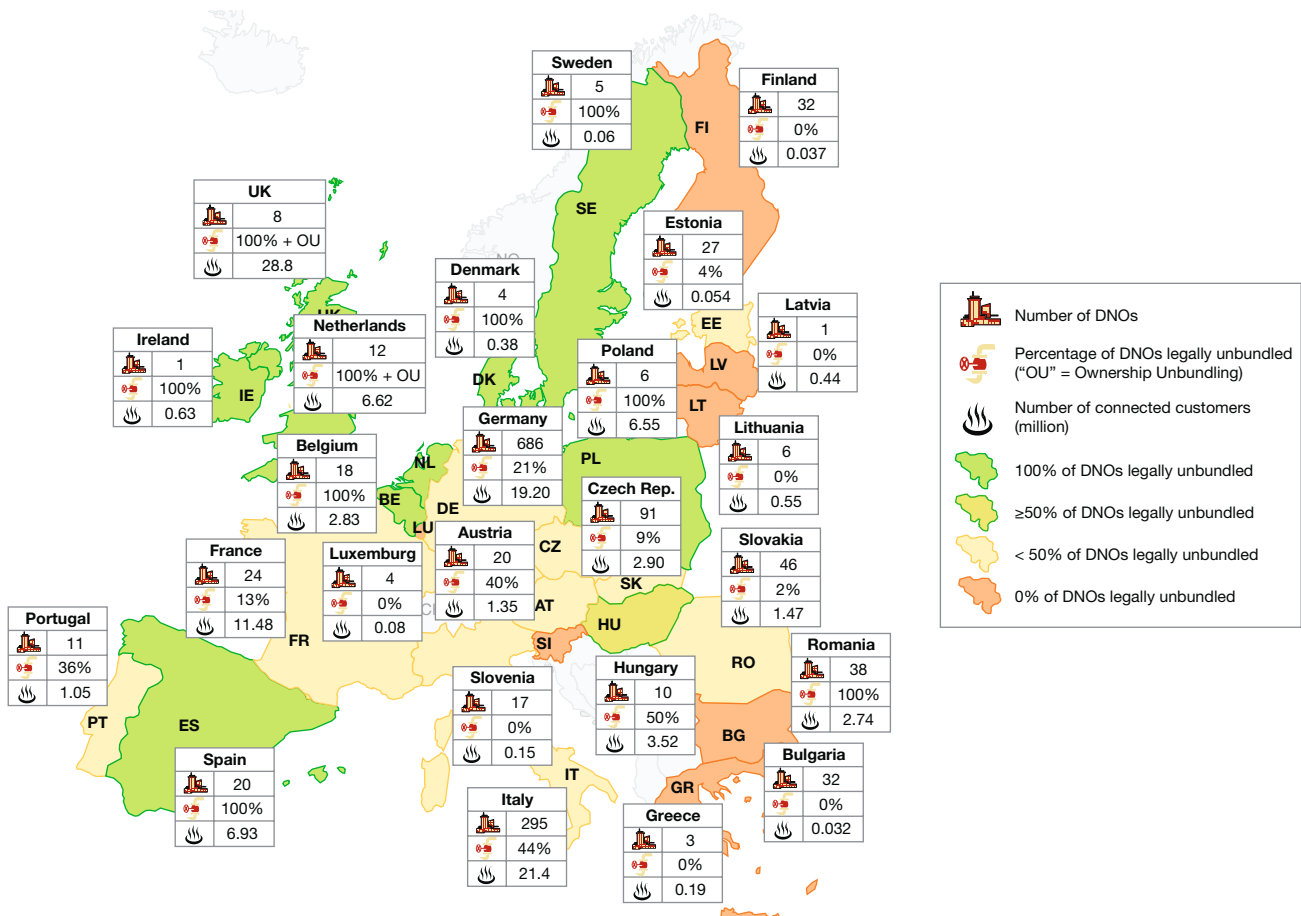 Sweden
5
100%
0.06
Finland
32
0%
0.037
FI
UK
8
100% + OU
28.8
SE
Estonia
27
4%
0.054
NO
Denmark
4
100%
0.38
Latvia
1
0%
0.44
EE
UK
Netherlands
12
100% + OU
6.62
Ireland
1
100%
0.63
IE
Poland
6
100%
6.55
LV
DK
LT
Germany
686
21%
19.20
Lithuania
6
0%
0.55
Belgium
18
100%
2.83
NL
PL
BE
DE
LU
Czech Rep.
91
9%
2.90
Austria
20
40%
1.35
CZ
Slovakia
46
2%
1.47
France
24
13%
11.48
Luxemburg
4
0%
0.08
SK
AT
Portugal
11
36%
1.05
FR
HU
SI
Romania
38
100%
2.74
RO
Hungary
10
50%
3.52
Slovenia
17
0%
0.15
PT
ES
BG
Spain
20
100%
6.93
Bulgaria
32
0%
0.032
IT
GR
Italy
295
44%
21.4
Greece
3
0%
0.19
Number of DNOs
Percentage of DNOs legally unbundled
(“OU” = Ownership Unbundling)
Number of connected customers
(million)
100% of DNOs legally unbundled
≥50% of DNOs legally unbundled
< 50% of DNOs legally unbundled
0% of DNOs legally unbundled